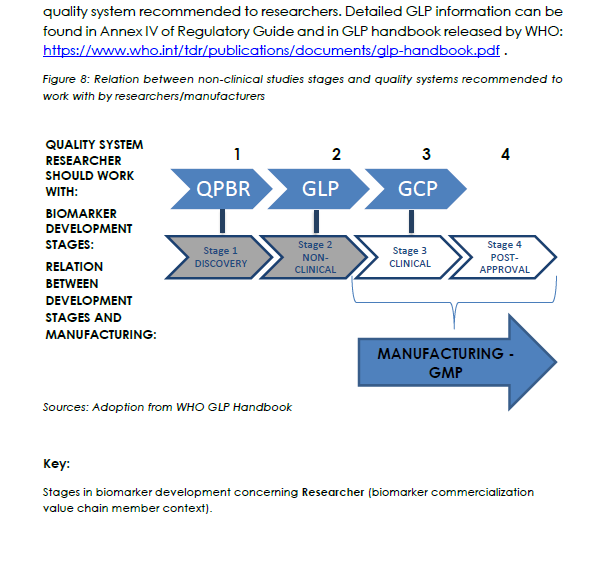 quality system recommended to researchers. Detailed GLP information can be
found in Annex IV of Regulatory Guide and in GLP handbook released by WHO:
https://www.who.int/tdr/publications/documents/glp-handbook.pdf .
Figure 8: Relation between non-clinical studies stages and quality systems recommended to
work with by researchers/manufacturers
QUALITY SYSTEM
RESEARCHER
SHOULD WORK
WITH:
1
2
3
4
QPBR
GLP
GCP
BIOMARKER
DEVELOPMENT
STAGES:
Stage 1
DISCOVERY
Stage 2
NON-
CLINICAL
Stage 3
CLINICAL
Stage 4
POST-
APPROVAL
RELATION
BETWEEN
DEVELOPMENT
STAGES AND
MANUFACTURING:
MANUFACTURING -
GMP
Sources: Adoption from WHO GLP Handbook
Key:
Stages in biomarker development concerning Researcher (biomarker commercialization
value chain member context).